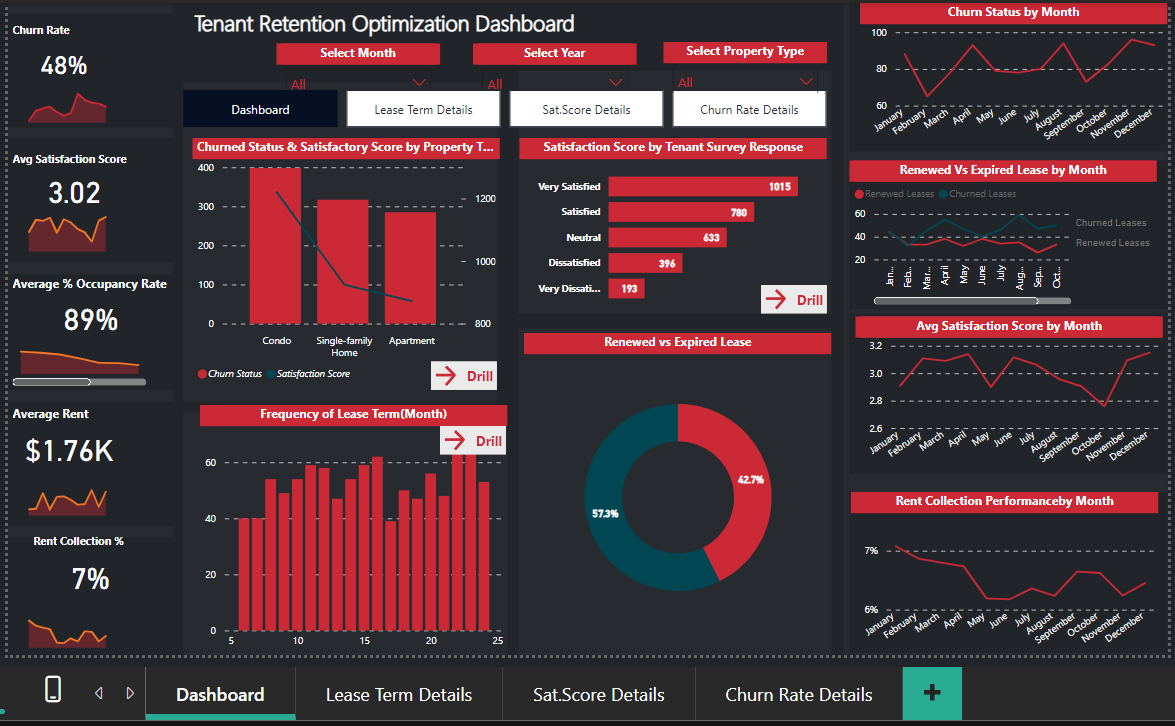 Tenant Retention Optimization Dashboard
Select Month
Select Year
Select Property Type
All
All
All
Dashboard
Lease Term Details
Sat.Score Details
Churn Rate Details
Churn Rate
48%
Avg Satisfaction Score
3.02
Average % Occupancy Rate
89%
Average Rent
$1.76K
Rent Collection %
7%
Churned Status & Satisfactory Score by Property T...
400
300
200
100
0
1200
1000
800
Condo
Single-family
Home
Apartment
Churn Status
Satisfaction Score
Drill
Frequency of Lease Term(Month)
Drill
60
40
20
0
5
10
15
20
25
Satisfaction Score by Tenant Survey Response
Very Satisfied
1015
Satisfied
780
Neutral
633
Dissatisfied
396
Very Dissati...
193
Drill
Renewed vs Expired Lease
42.7%
57.3%
Churn Status by Month
100
80
60
January
February
March
April
May
June
July
August
September
October
November
December
Renewed Vs Expired Lease by Month
Renewed Leases
Churned Leases
60
40
20
Churned Leases
Renewed Leases
Jan...
Feb...
Mar...
April
May
June
July
Aug...
Sep...
Oct...
Avg Satisfaction Score by Month
3.2
3.0
2.8
2.6
January
February
March
April
May
June
July
August
September
October
November
December
Rent Collection Performanceby Month
7%
6%
January
February
March
April
May
June
July
August
September
October
November
December
Dashboard
Lease Term Details
Sat.Score Details
Churn Rate Details
+